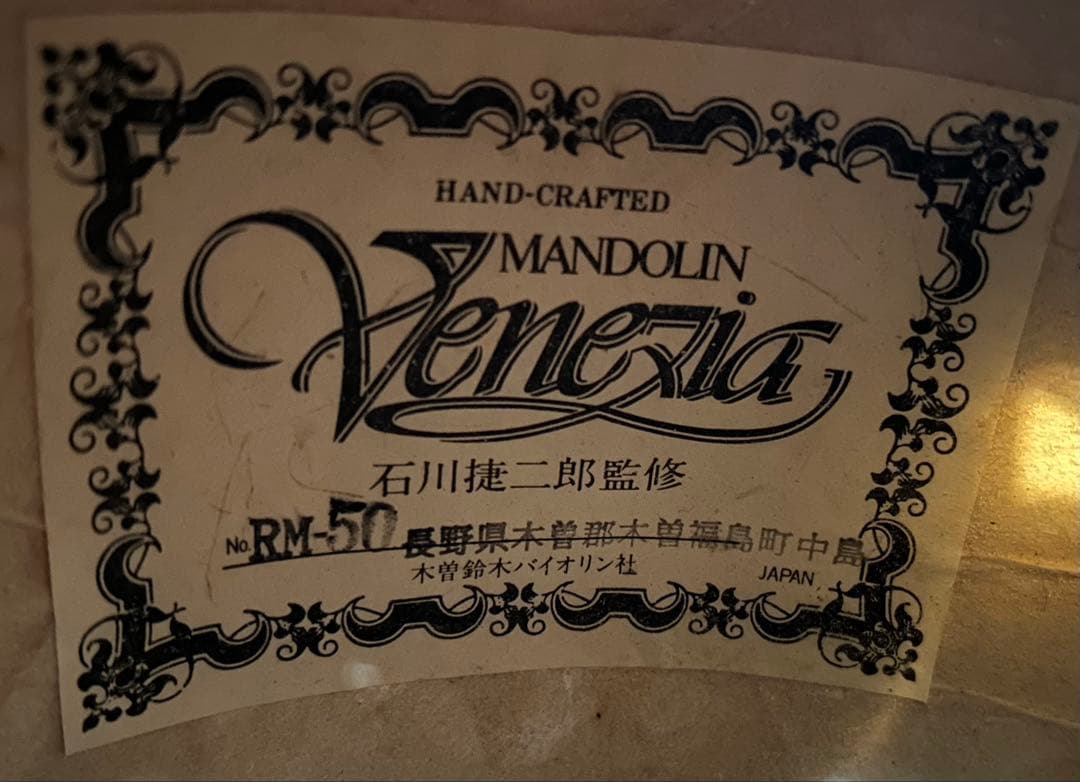 HAND-CRAFTED
MANDOLIN
Venezia
石川捷二郎監修
No. RM-50 長野県木曽郡木曽福島町中島
木曽鈴木バイオリン社 JAPAN